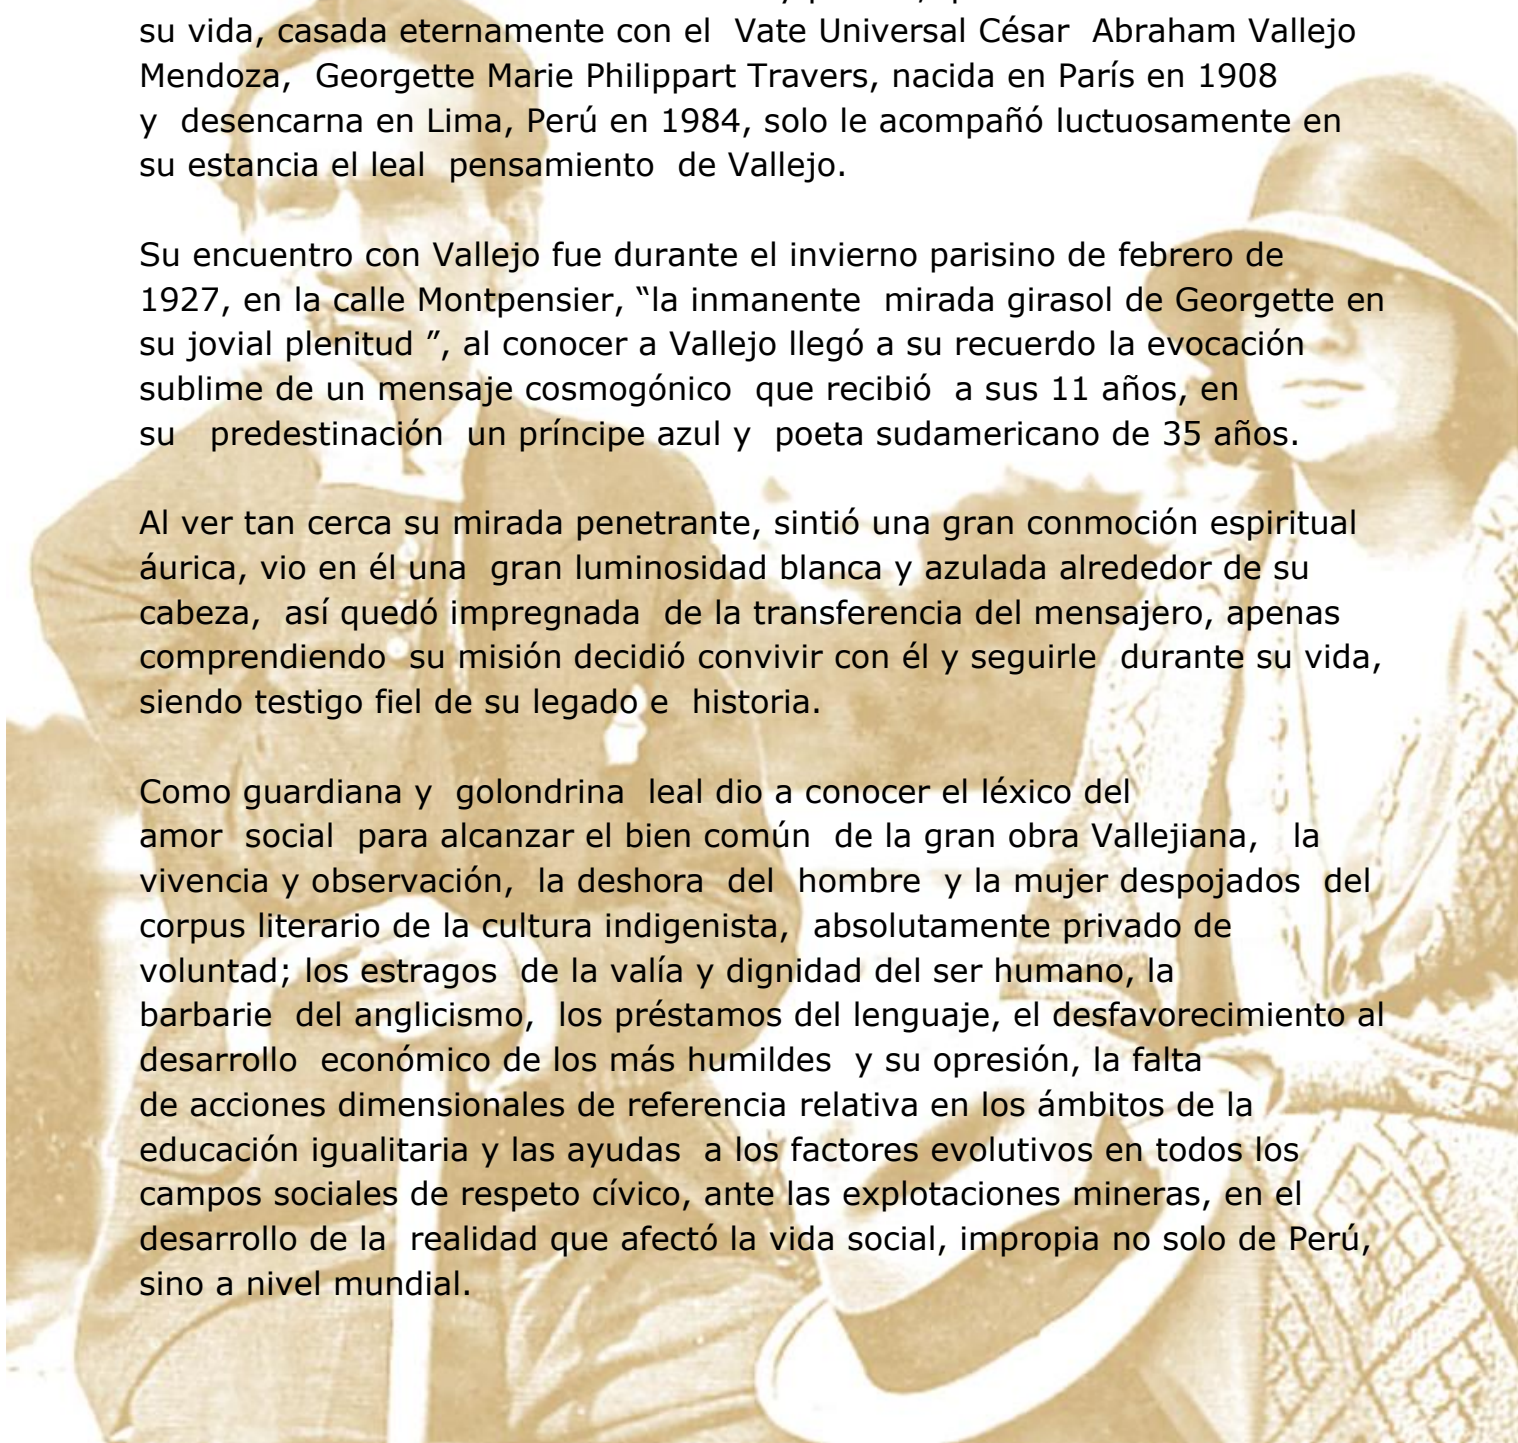 su vida, casada eternamente con el Vate Universal César Abraham Vallejo
Mendoza, Georgette Marie Philippart Travers, nacida en París en 1908
y desencarna en Lima, Perú en 1984, solo le acompañó luctuosamente en
su estancia el leal pensamiento de Vallejo.
Su encuentro con Vallejo fue durante el invierno parisino de febrero de
1927, en la calle Montpensier, “la inmanente mirada girasol de Georgette en
su jovial plenitud ”, al conocer a Vallejo llegó a su recuerdo la evocación
sublime de un mensaje cosmogónico que recibió a sus 11 años, en
su predestinación un príncipe azul y poeta sudamericano de 35 años.
Al ver tan cerca su mirada penetrante, sintió una gran conmoción espiritual
áurica, vio en él una gran luminosidad blanca y azulada alrededor de su
cabeza, así quedó impregnada de la transferencia del mensajero, apenas
comprendiendo su misión decidió convivir con él y seguirle durante su vida,
siendo testigo fiel de su legado e historia.
Como guardiana y golondrina leal dio a conocer el léxico del
amor social para alcanzar el bien común de la gran obra Vallejiana, la
vivencia y observación, la deshora del hombre y la mujer despojados del
corpus literario de la cultura indigenista, absolutamente privado de
voluntad; los estragos de la valía y dignidad del ser humano, la
barbarie del anglicismo, los préstamos del lenguaje, el desfavorecimiento al
desarrollo económico de los más humildes y su opresión, la falta
de acciones dimensionales de referencia relativa en los ámbitos de la
educación igualitaria y las ayudas a los factores evolutivos en todos los
campos sociales de respeto cívico, ante las explotaciones mineras, en el
desarrollo de la realidad que afectó la vida social, impropia no solo de Perú,
sino a nivel mundial.